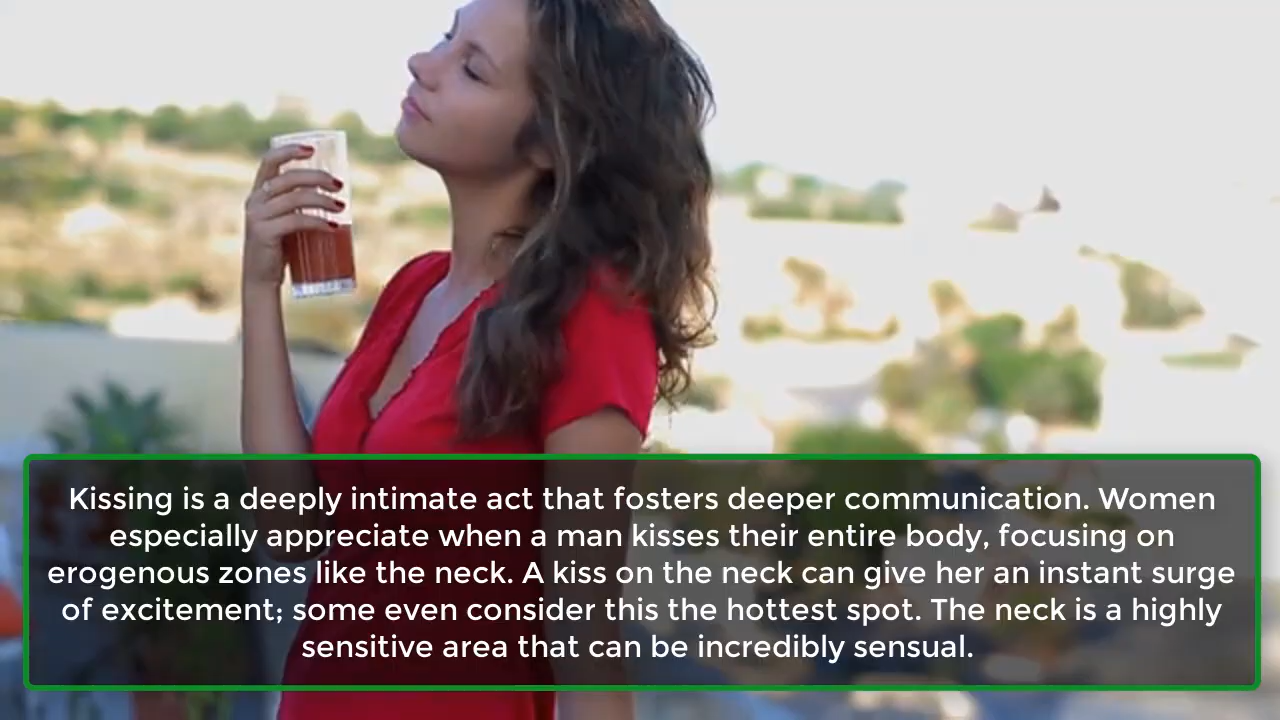 Kissing is a deeply intimate act that fosters deeper communication. Women
especially appreciate when a man kisses their entire body, focusing on
erogenous zones like the neck. A kiss on the neck can give her an instant surge
of excitement; some even consider this the hottest spot. The neck is a highly
sensitive area that can be incredibly sensual.